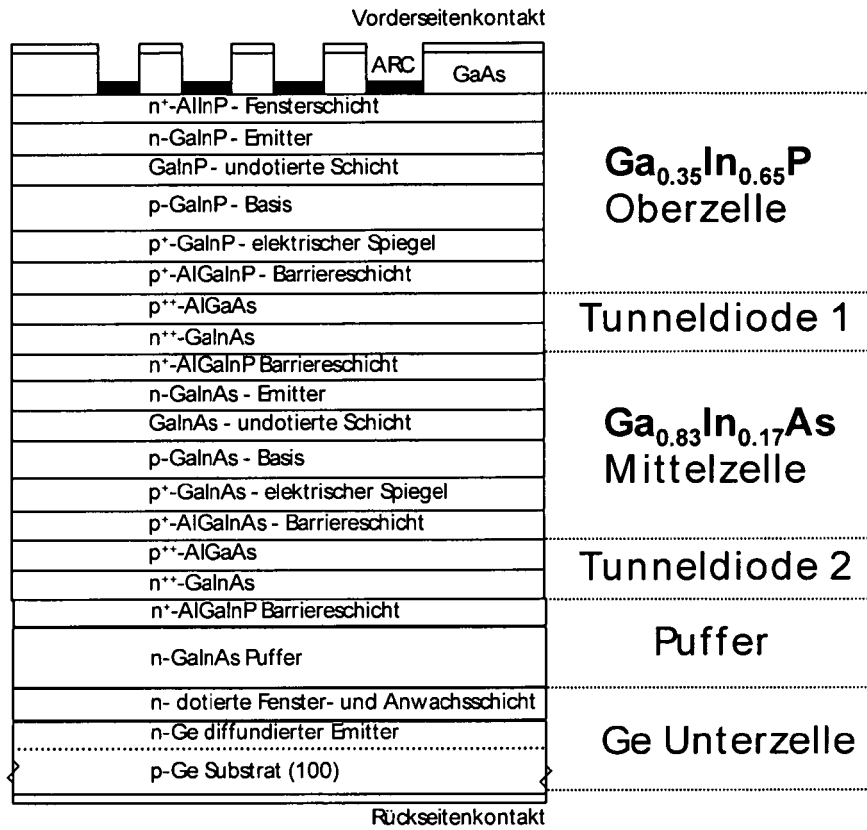 Vorderseitenkontakt
ARC
GaAs
n⁺-AlInP - Fensterschicht
n-GaInP - Emitter
GaInP - undotierte Schicht
p-GaInP - Basis
p⁺-GaInP - elektrischer Spiegel
p⁺-AlGaInP - Barriereschicht
Ga₀.₃₅In₀.₆₅P
Oberzelle
p⁺⁺-AlGaAs
n⁺⁺-GaInAs
Tunneldiode 1
n⁺-AlGaInP Barriereschicht
n-GaInAs - Emitter
GaInAs - undotierte Schicht
p-GaInAs - Basis
p⁺-GaInAs - elektrischer Spiegel
p⁺-AlGaInAs - Barriereschicht
Ga₀.₈₃In₀.₁₇As
Mittelzelle
p⁺⁺-AlGaAs
n⁺⁺-GaInAs
Tunneldiode 2
n⁺-AlGaInP Barriereschicht
n-GaInAs Puffer
Puffer
n- dotierte Fenster- und Anwachsschicht
n-Ge diffundierter Emitter
p-Ge Substrat (100)
Ge Unterzelle
Rückseitenkontakt